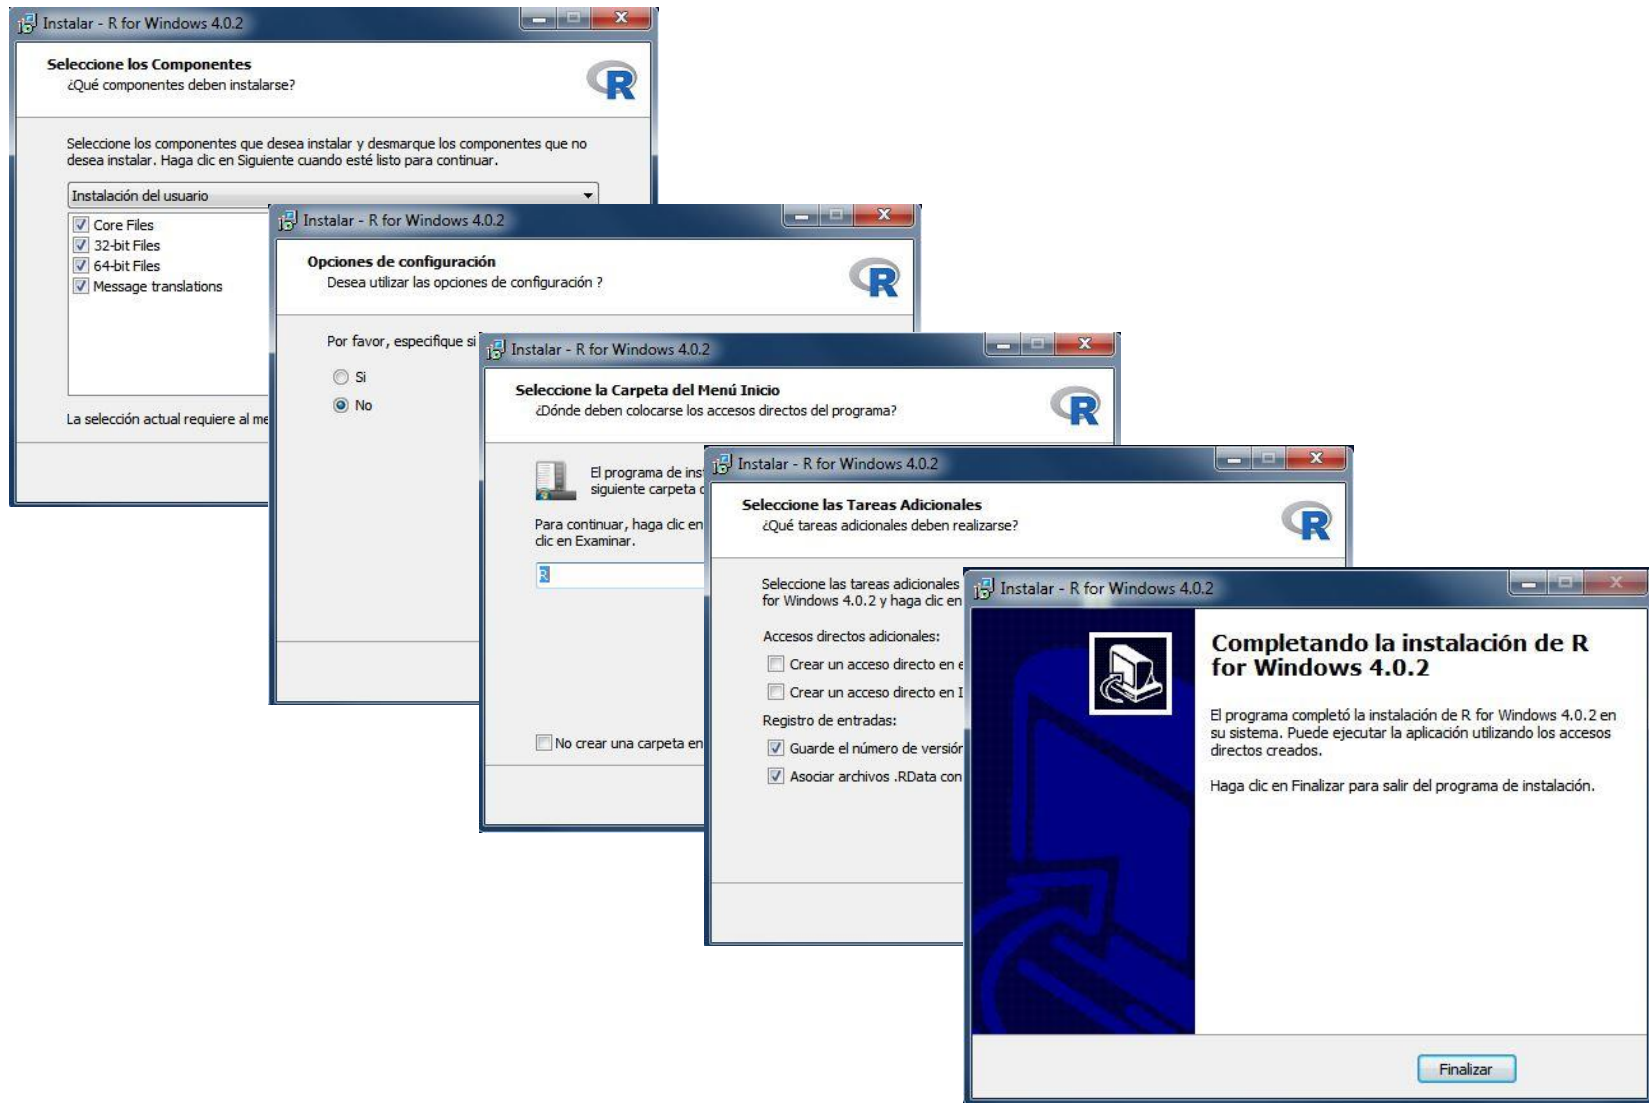 Instalar - R for Windows 4.0.2
Seleccione los Componentes
¿Qué componentes deben instalarse?
R
Seleccione los componentes que desea instalar y desmarque los componentes que no
desea instalar. Haga clic en Siguiente cuando esté listo para continuar.
Instalación del usuario
Core Files
32-bit Files
64-bit Files
Message translations
La selección actual requiere al me
Instalar - R for Windows 4.0.2
Opciones de configuración
Desea utilizar las opciones de configuración ?
R
Por favor, especifique si
Si
No
Instalar - R for Windows 4.0.2
Seleccione la Carpeta del Menú Inicio
¿Dónde deben colocarse los accesos directos del programa?
R
El programa de ins
siguiente carpeta
Para continuar, haga clic en
clic en Examinar.
R
No crear una carpeta en
Instalar - R for Windows 4.0.2
Seleccione las Tareas Adicionales
¿Qué tareas adicionales deben realizarse?
R
Seleccione las tareas adicionales
for Windows 4.0.2 y haga clic en
Accesos directos adicionales:
Crear un acceso directo en e
Crear un acceso directo en I
Registro de entradas:
Guarde el número de versión
Asociar archivos .RData con
Instalar - R for Windows 4.0.2
Completando la instalación de R
for Windows 4.0.2
El programa completó la instalación de R for Windows 4.0.2 en
su sistema. Puede ejecutar la aplicación utilizando los accesos
directos creados.
Haga clic en Finalizar para salir del programa de instalación.
Finalizar